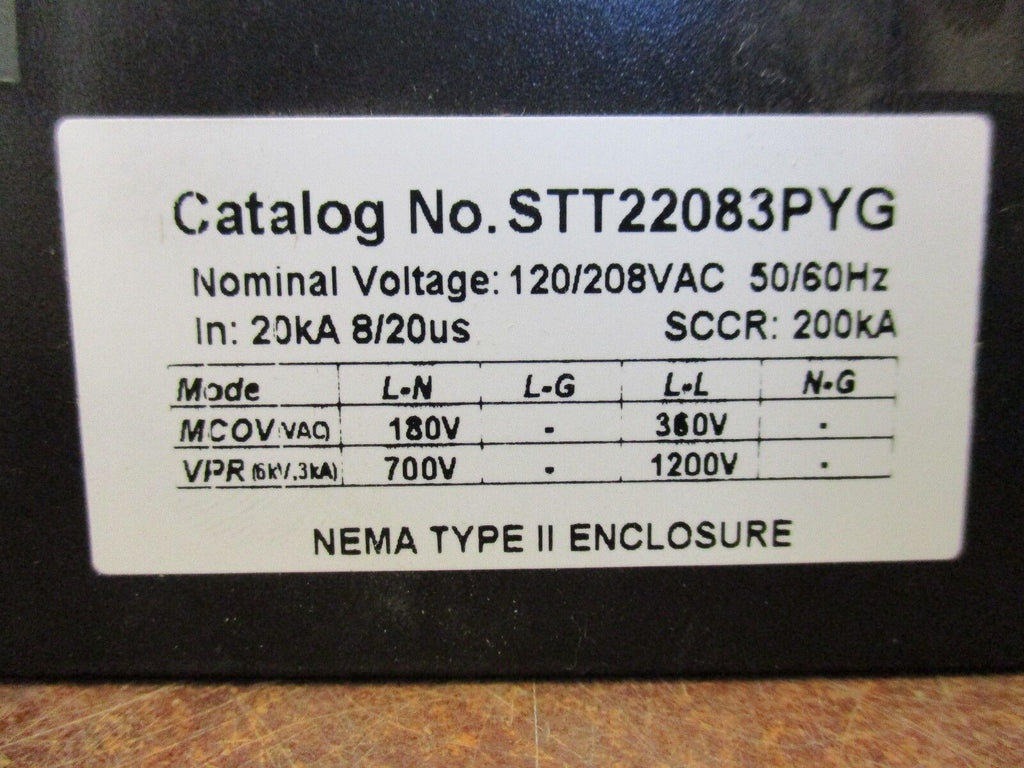 Catalog No. STT22083PYG
Nominal Voltage: 120/208VAC 50/60Hz
In: 20kA 8/20us SCCR: 200kA
Mode L-N L-G L-L N-G
MCOV (VAC) 180V - 360V -
VPR (6kV,3kA) 700V - 1200V -
NEMA TYPE II ENCLOSURE